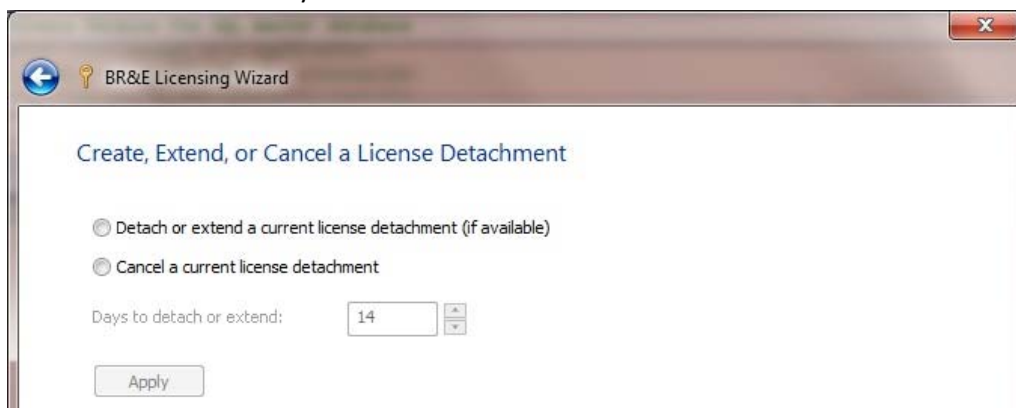 BR&E Licensing Wizard
Create, Extend, or Cancel a License Detachment
Detach or extend a current license detachment (if available)
Cancel a current license detachment
Days to detach or extend: 14
Apply